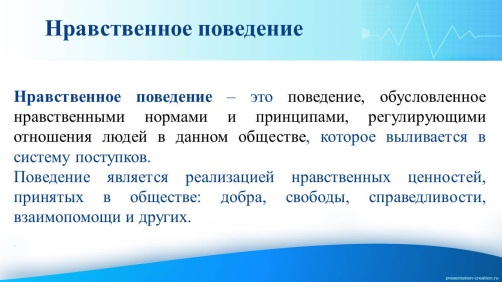 Нравственное поведение
Нравственное поведение – это поведение, обусловленное
нравственными нормами и принципами, регулирующими
отношения людей в данном обществе, которое выливается в
систему поступков.
Поведение является реализацией нравственных ценностей,
принятых в обществе: добра, свободы, справедливости,
взаимопомощи и других.
presentation-creation.ru